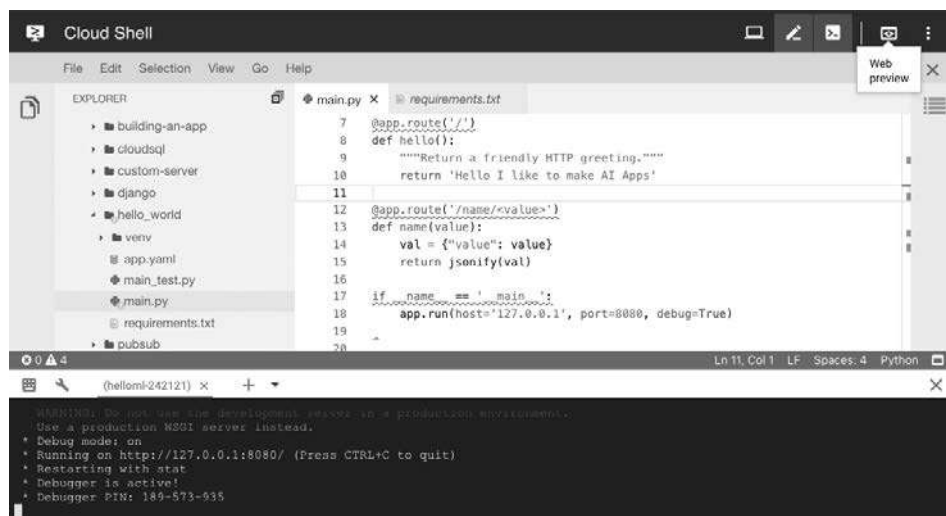 Cloud Shell
Web preview
File Edit Selection View Go Help
EXPLORER
main.py × requirements.txt
building-an-app
cloudsql
custom-server
django
hello_world
venv
app.yaml
main_test.py
main.py
requirements.txt
pubsub
7 @app.route('/')
8 def hello():
9 """Return a friendly HTTP greeting."""
10 return 'Hello I like to make AI Apps'
11
12 @app.route('/name/<value>')
13 def name(value):
14 val = {"value": value}
15 return jsonify(val)
16
17 if __name__ == '__main__':
18 app.run(host='127.0.0.1', port=8080, debug=True)
19
20
0 4 Ln 11, Col 1 LF Spaces: 4 Python
(helloml-242121) × +
WARNING: Do not use the development server in a production environment.
Use a production WSGI server instead.
* Debug mode: on
* Running on http://127.0.0.1:8080/ (Press CTRL+C to quit)
* Restarting with stat
* Debugger is active!
* Debugger PIN: 189-573-935